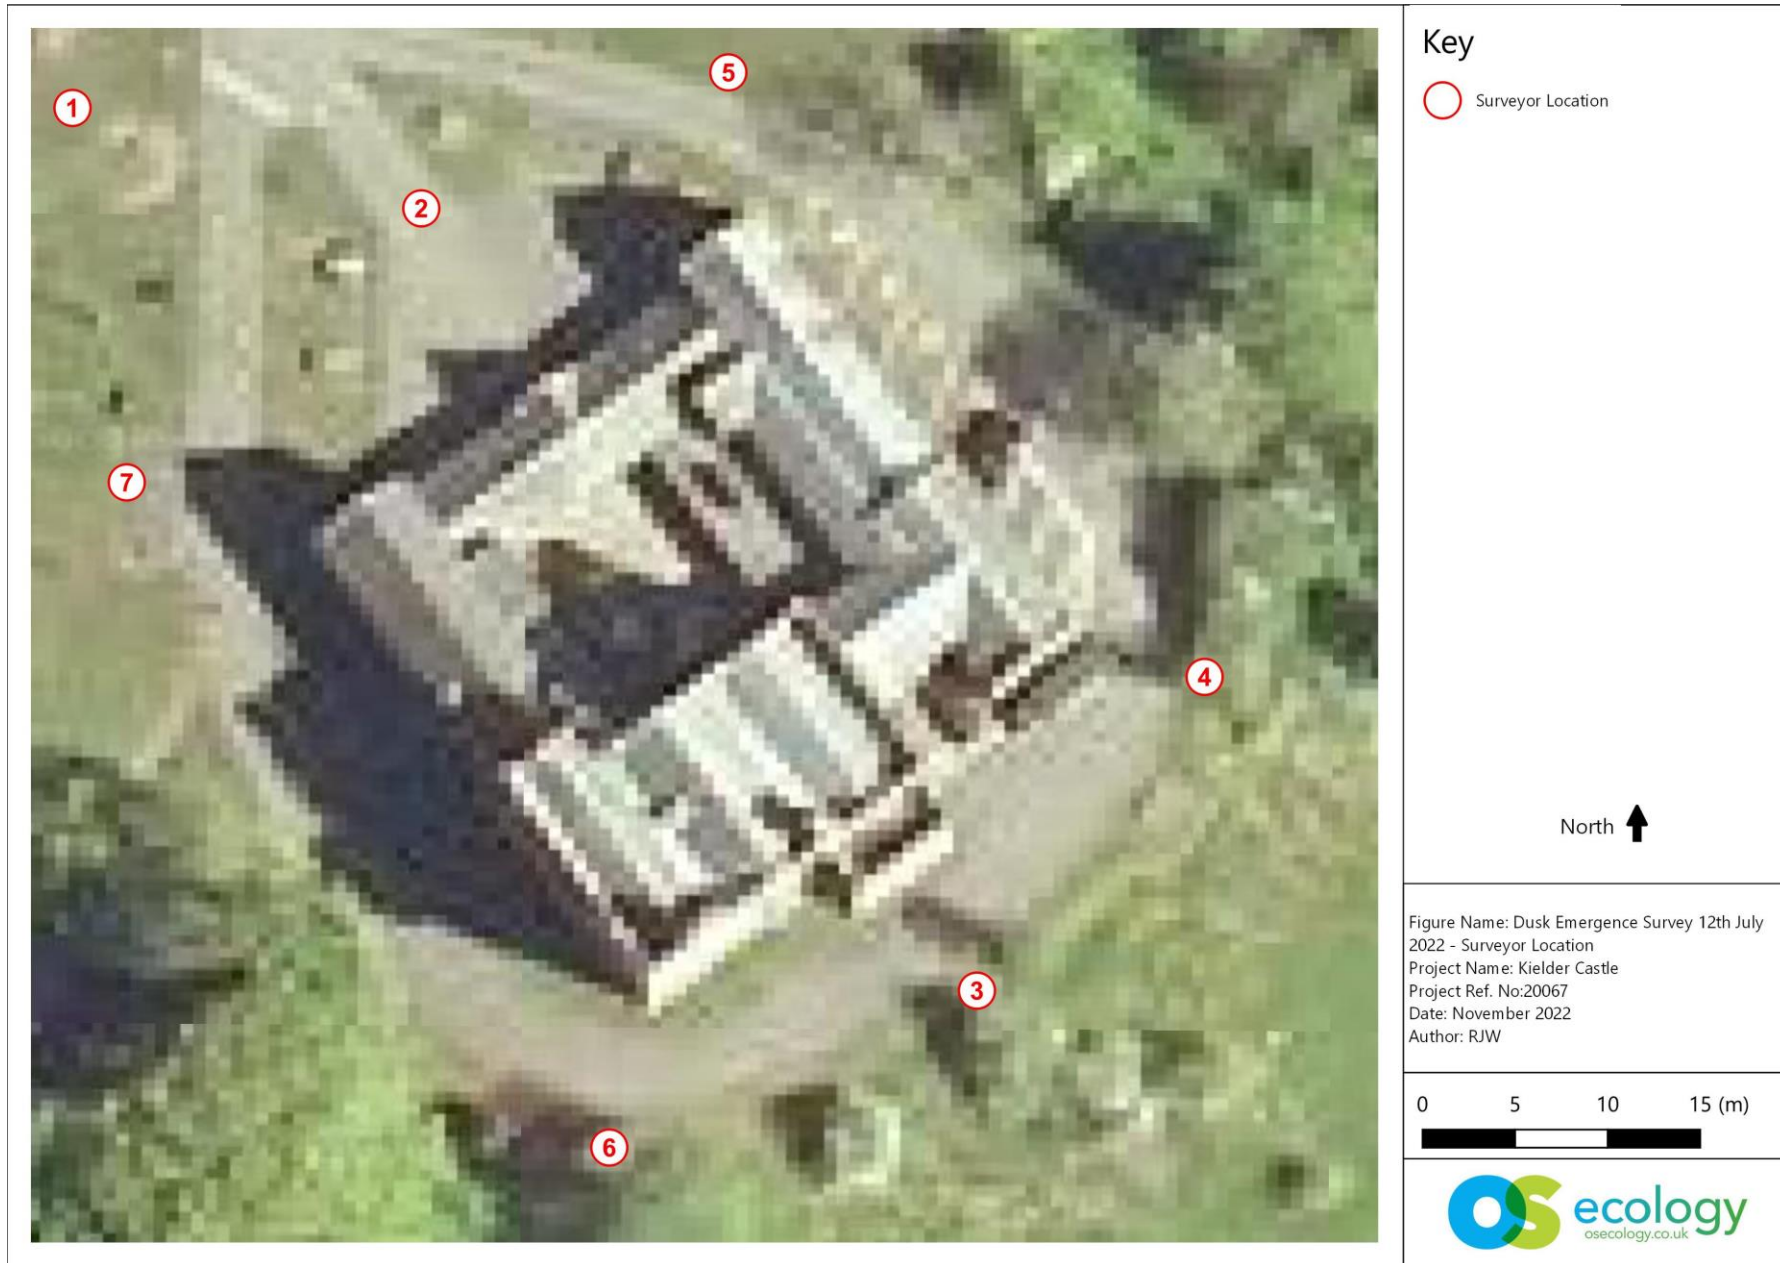 Key
Surveyor Location
5
1
2
7
4
3
6
North
Figure Name: Dusk Emergence Survey 12th July
2022 - Surveyor Location
Project Name: Kielder Castle
Project Ref. No:20067
Date: November 2022
Author: RJW
0 5 10 15 (m)
OS ecology
osecology.co.uk